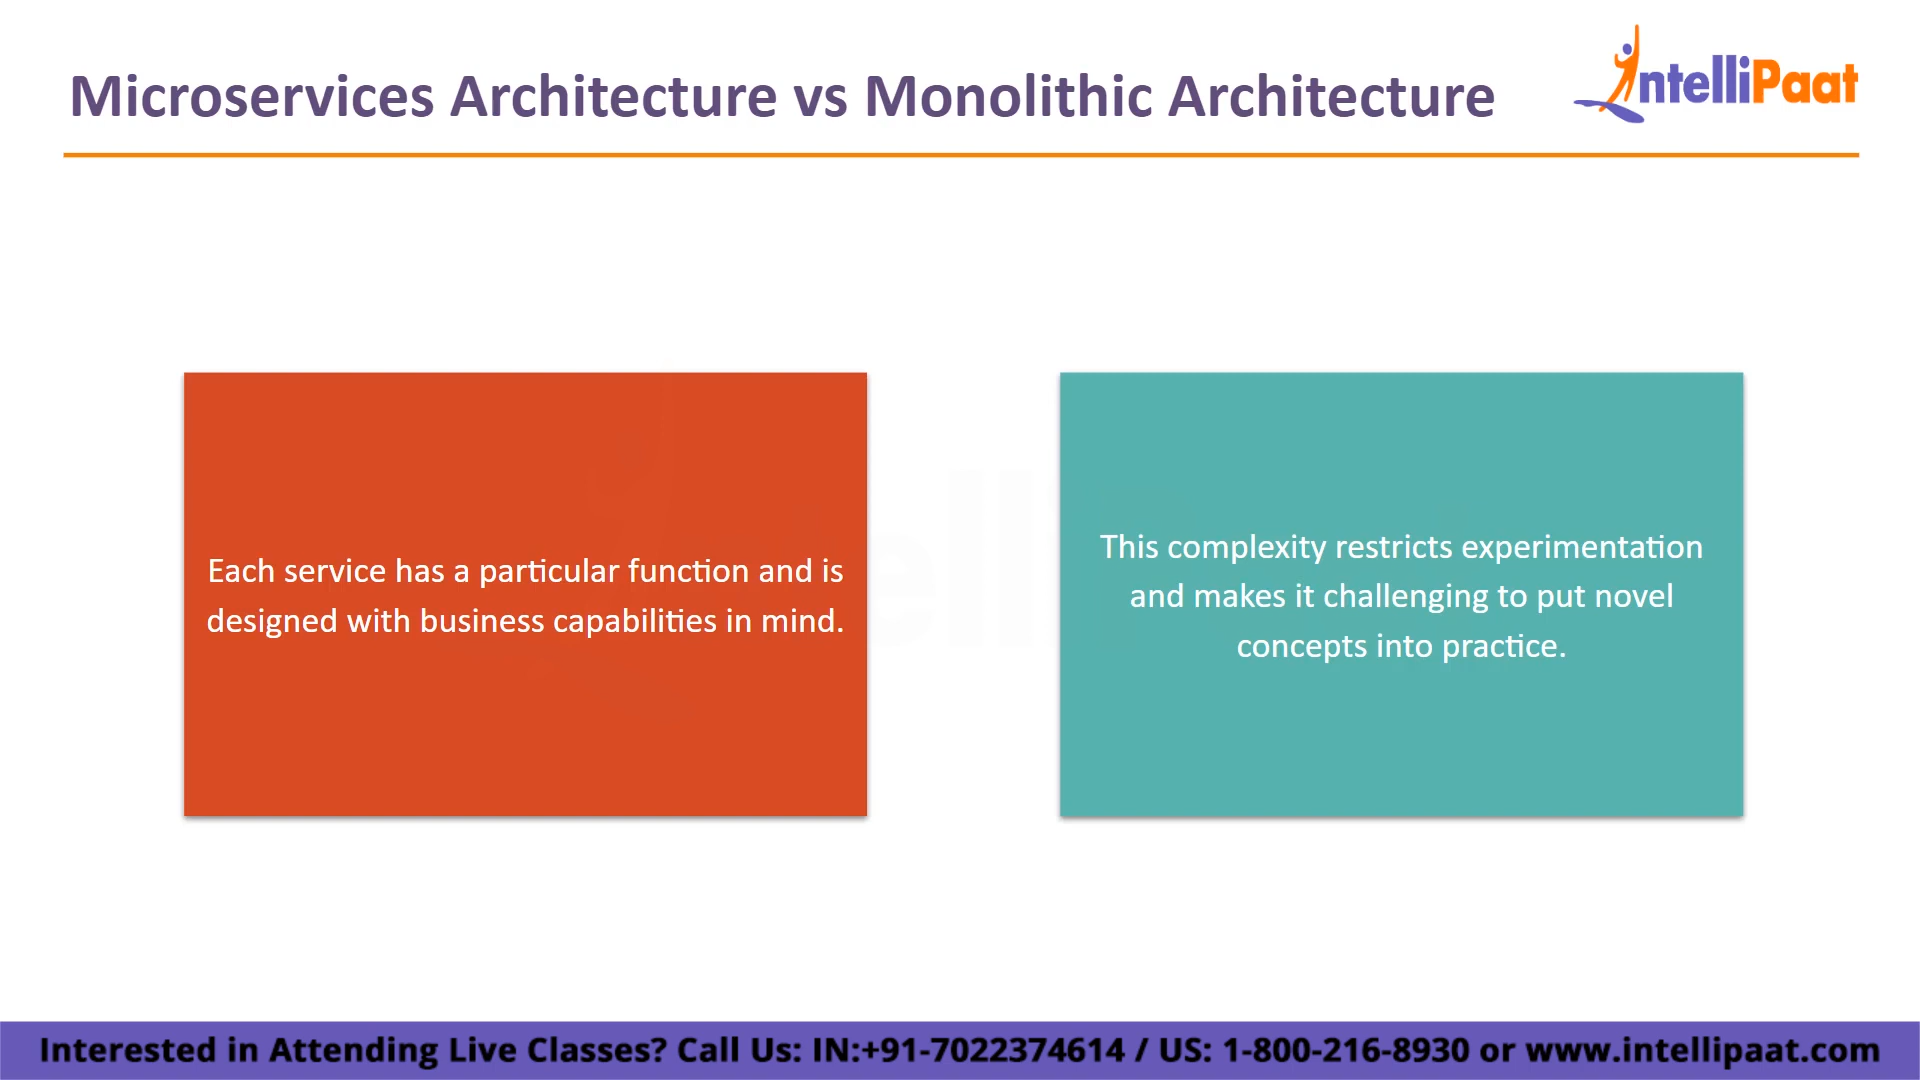 Microservices Architecture vs Monolithic Architecture
IntelliPaat
Each service has a particular function and is
designed with business capabilities in mind.
This complexity restricts experimentation
and makes it challenging to put novel
concepts into practice.
Interested in Attending Live Classes? Call Us: IN:+91-7022374614 / US: 1-800-216-8930 or www.intellipaat.com